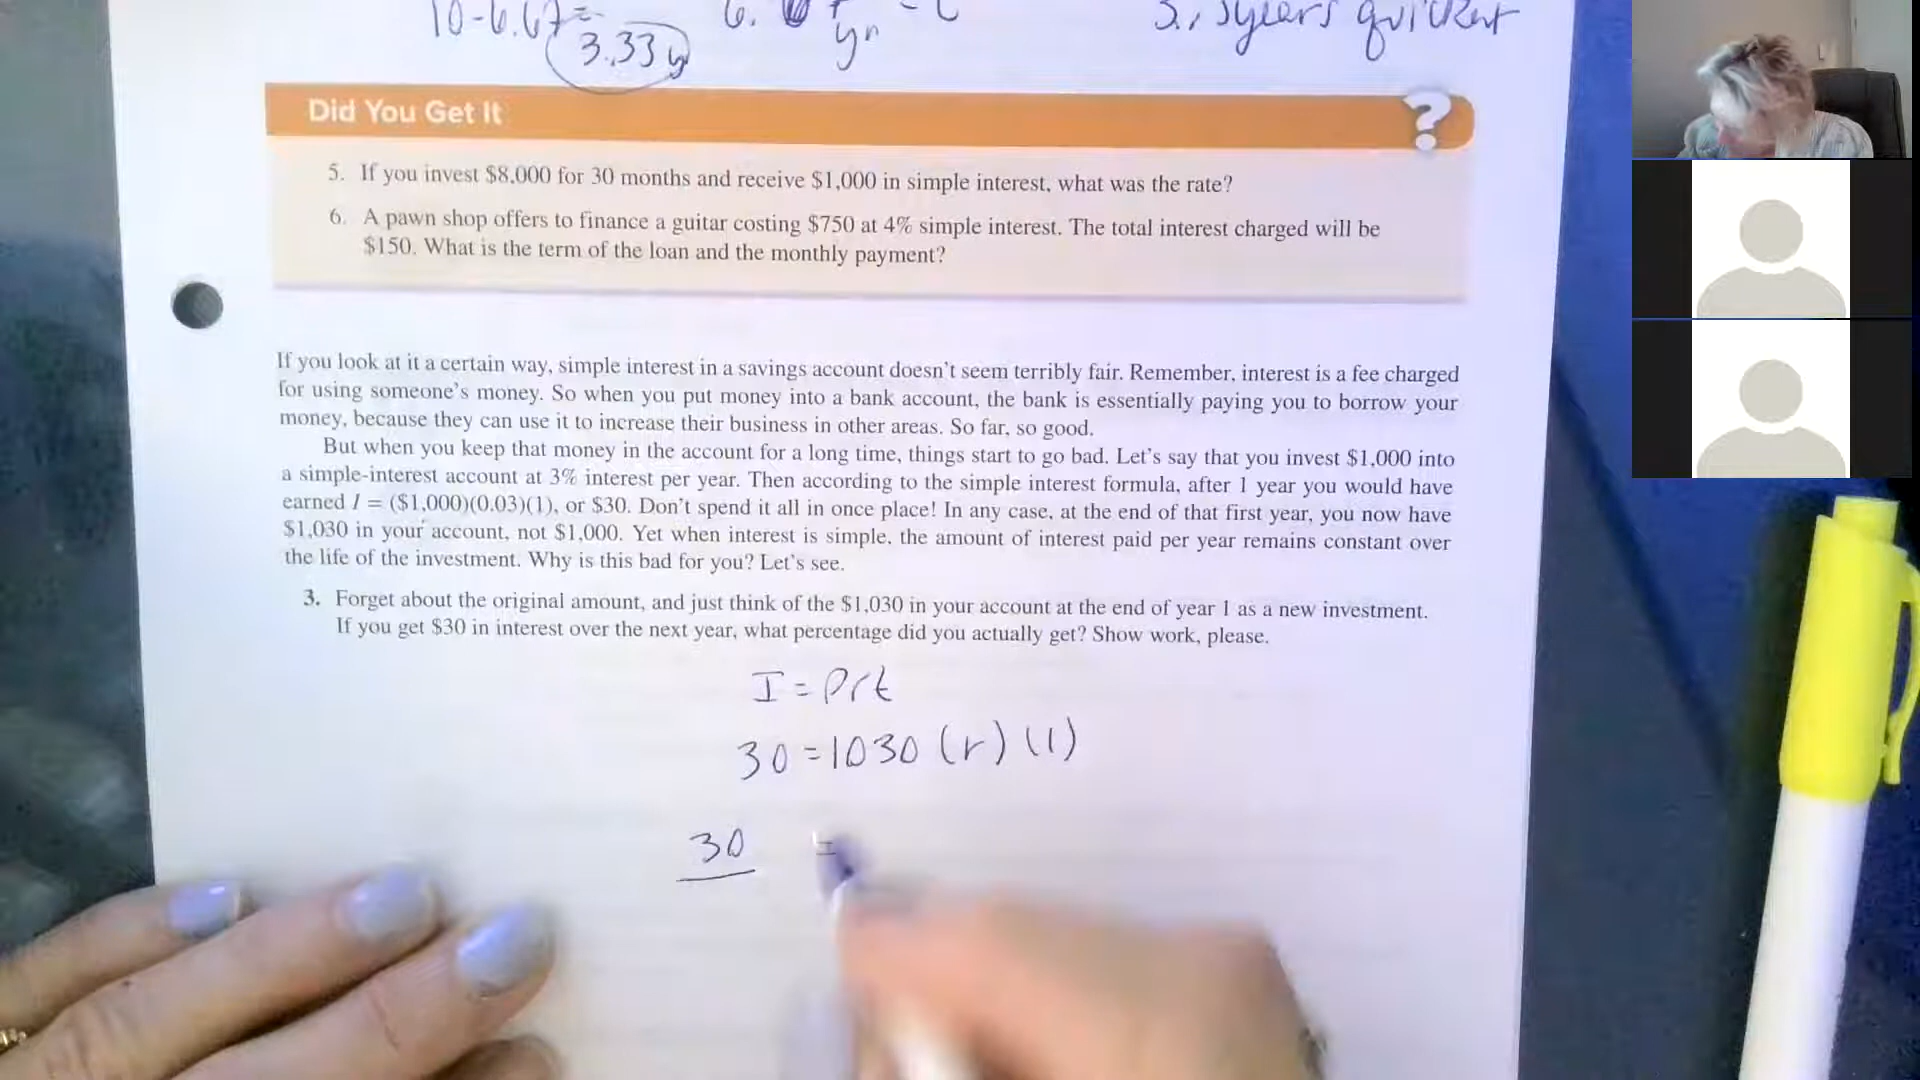 10-6.67=
3.33y
6.
yr
3., 3years quicker
Did You Get It ?
5. If you invest $8,000 for 30 months and receive $1,000 in simple interest, what was the rate?
6. A pawn shop offers to finance a guitar costing $750 at 4% simple interest. The total interest charged will be
$150. What is the term of the loan and the monthly payment?
If you look at it a certain way, simple interest in a savings account doesn't seem terribly fair. Remember, interest is a fee charged
for using someone's money. So when you put money into a bank account, the bank is essentially paying you to borrow your
money, because they can use it to increase their business in other areas. So far, so good.
But when you keep that money in the account for a long time, things start to go bad. Let's say that you invest $1,000 into
a simple-interest account at 3% interest per year. Then according to the simple interest formula, after 1 year you would have
earned I = ($1,000)(0.03)(1), or $30. Don't spend it all in once place! In any case, at the end of that first year, you now have
$1,030 in your account, not $1,000. Yet when interest is simple, the amount of interest paid per year remains constant over
the life of the investment. Why is this bad for you? Let's see.
3. Forget about the original amount, and just think of the $1,030 in your account at the end of year 1 as a new investment.
If you get $30 in interest over the next year, what percentage did you actually get? Show work, please.
I = Prt
30 = 1030 (r) (1)
30 =